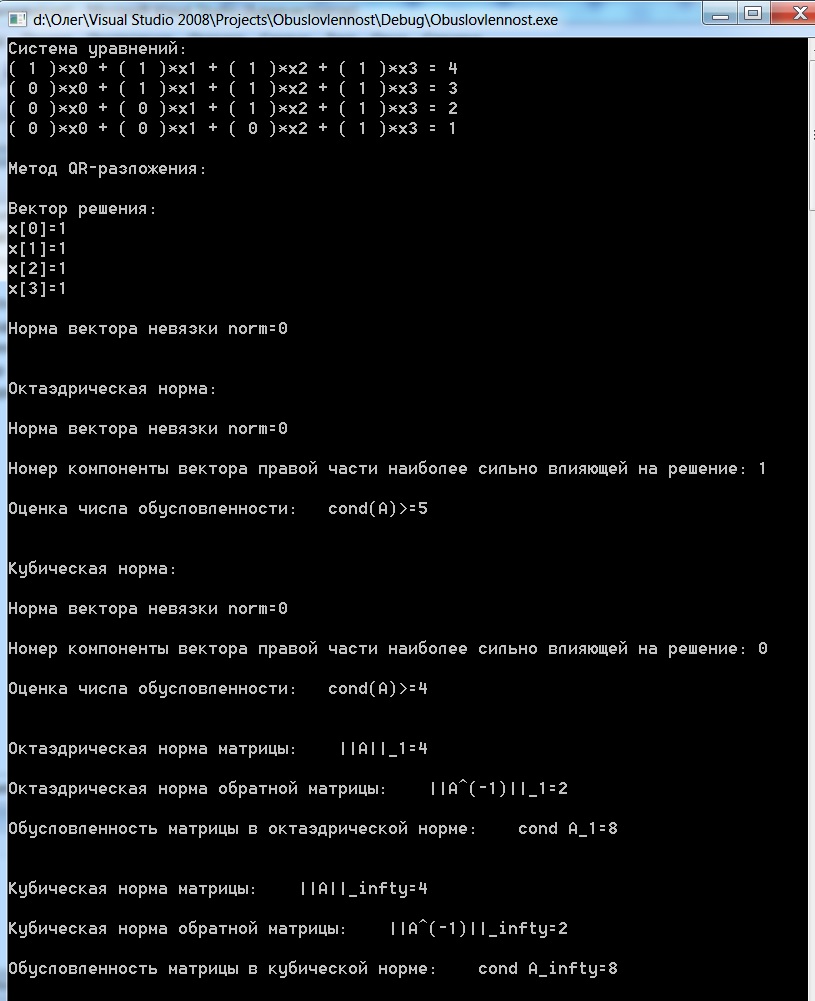 d:\Олег\Visual Studio 2008\Projects\Obuslovlennost\Debug\Obuslovlennost.exe
Система уравнений:
( 1 )*x0 + ( 1 )*x1 + ( 1 )*x2 + ( 1 )*x3 = 4
( 0 )*x0 + ( 1 )*x1 + ( 1 )*x2 + ( 1 )*x3 = 3
( 0 )*x0 + ( 0 )*x1 + ( 1 )*x2 + ( 1 )*x3 = 2
( 0 )*x0 + ( 0 )*x1 + ( 0 )*x2 + ( 1 )*x3 = 1
Метод QR-разложения:
Вектор решения:
x[0]=1
x[1]=1
x[2]=1
x[3]=1
Норма вектора невязки norm=0
Октаэдрическая норма:
Норма вектора невязки norm=0
Номер компоненты вектора правой части наиболее сильно влияющей на решение: 1
Оценка числа обусловленности:   cond(A)>=5
Кубическая норма:
Норма вектора невязки norm=0
Номер компоненты вектора правой части наиболее сильно влияющей на решение: 0
Оценка числа обусловленности:   cond(A)>=4
Октаэдрическая норма матрицы:    ||A||_1=4
Октаэдрическая норма обратной матрицы:    ||A^(-1)||_1=2
Обусловленность матрицы в октаэдрической норме:    cond A_1=8
Кубическая норма матрицы:    ||A||_infty=4
Кубическая норма обратной матрицы:    ||A^(-1)||_infty=2
Обусловленность матрицы в кубической норме:    cond A_infty=8